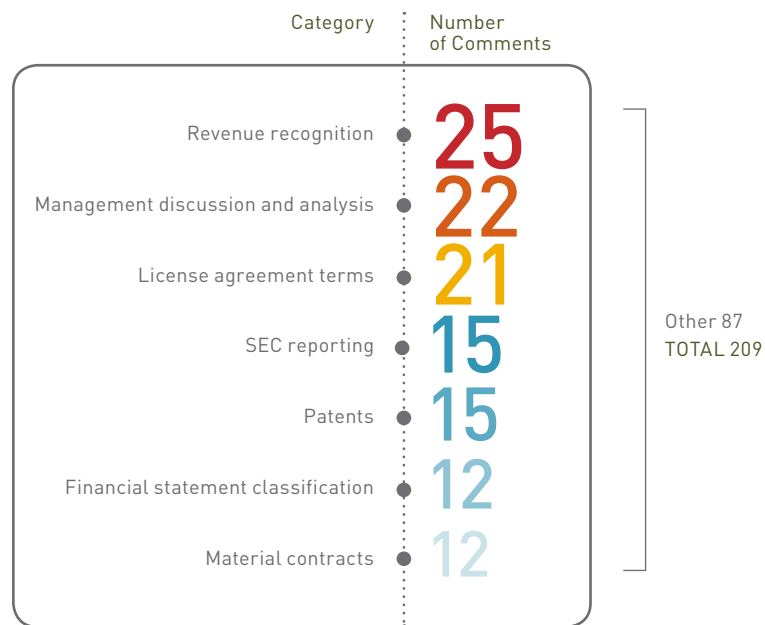 Category
Number
of Comments
Revenue recognition
25
Management discussion and analysis
22
License agreement terms
21
SEC reporting
15
Patents
15
Financial statement classification
12
Material contracts
12
Other 87
TOTAL 209